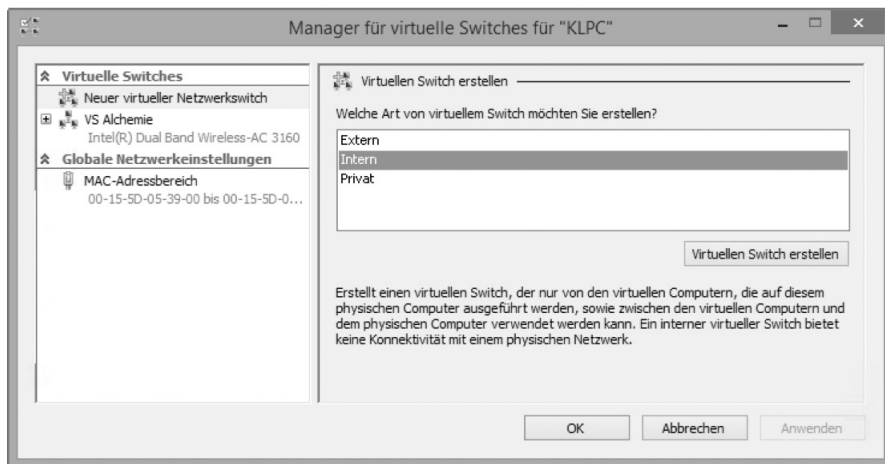 Manager für virtuelle Switches für "KLPC"
Virtuelle Switches
Neuer virtueller Netzwerkswitch
VS Alchemie
Intel(R) Dual Band Wireless-AC 3160
Globale Netzwerkeinstellungen
MAC-Adressbereich
00-15-5D-05-39-00 bis 00-15-5D-0...
Virtuellen Switch erstellen
Welche Art von virtuellem Switch möchten Sie erstellen?
Extern
Intern
Privat
Virtuellen Switch erstellen
Erstellt einen virtuellen Switch, der nur von den virtuellen Computern, die auf diesem
physischen Computer ausgeführt werden, sowie zwischen den virtuellen Computern und
dem physischen Computer verwendet werden kann. Ein interner virtueller Switch bietet
keine Konnektivität mit einem physischen Netzwerk.
OK
Abbrechen
Anwenden